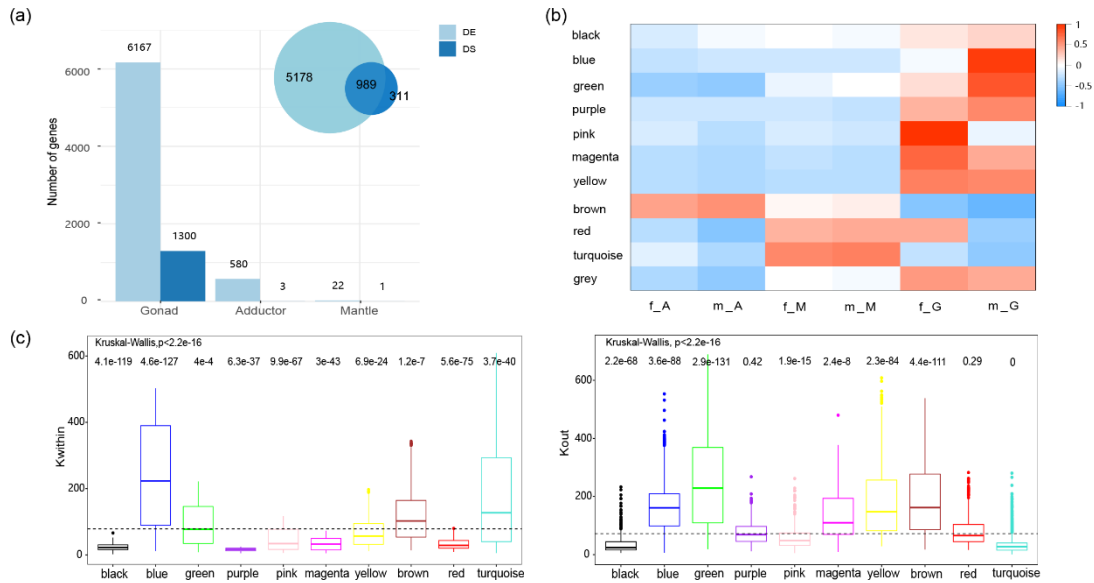 (a)
DE
DS
6167
5178
989
311
6000
4000
2000
0
Number of genes
1300
580
3
22
1
Gonad Adductor Mantle
(b)
black
blue
green
purple
pink
magenta
yellow
brown
red
turquoise
grey
f_A m_A f_M m_M f_G m_G
1
0.5
0
-0.5
-1
(c)
Kruskal-Wallis,p<2.2e-16
4.1e-119 4.6e-127 4e-4 6.3e-37 9.9e-67 3e-43 6.9e-24 1.2e-7 5.6e-75 3.7e-40
600
400
200
0
Kwithin
black blue green purple pink magenta yellow brown red turquoise
Kruskal-Wallis, p<2.2e-16
2.2e-68 3.6e-88 2.9e-131 0.42 1.9e-15 2.4e-8 2.3e-84 4.4e-111 0.29 0
600
400
200
0
Kout
black blue green purple pink magenta yellow brown red turquoise